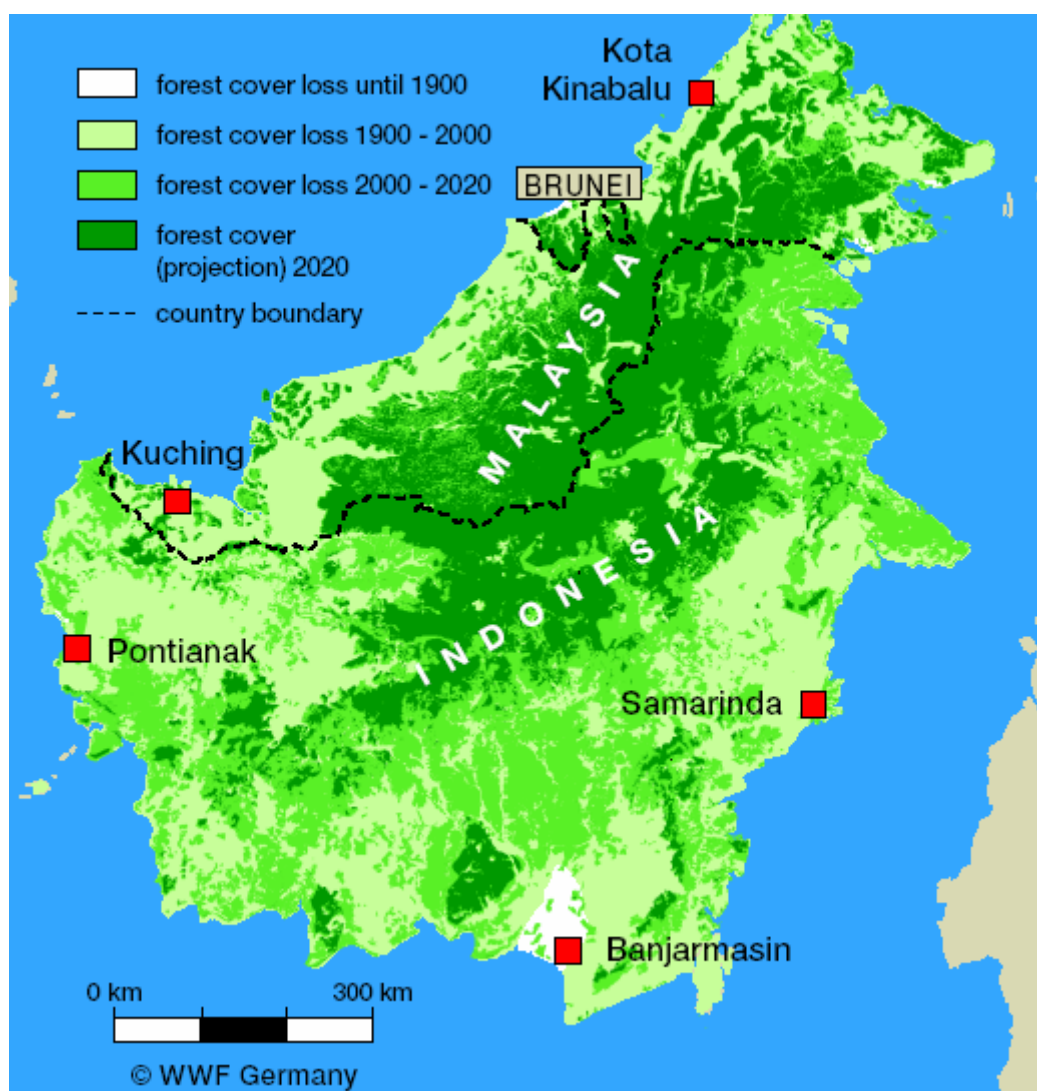 forest cover loss until 1900
forest cover loss 1900 - 2000
forest cover loss 2000 - 2020
forest cover
(projection) 2020
country boundary
Kota
Kinabalu
BRUNEI
MALAYSIA
Kuching
INDONESIA
Pontianak
Samarinda
Banjarmasin
0 km 300 km
© WWF Germany